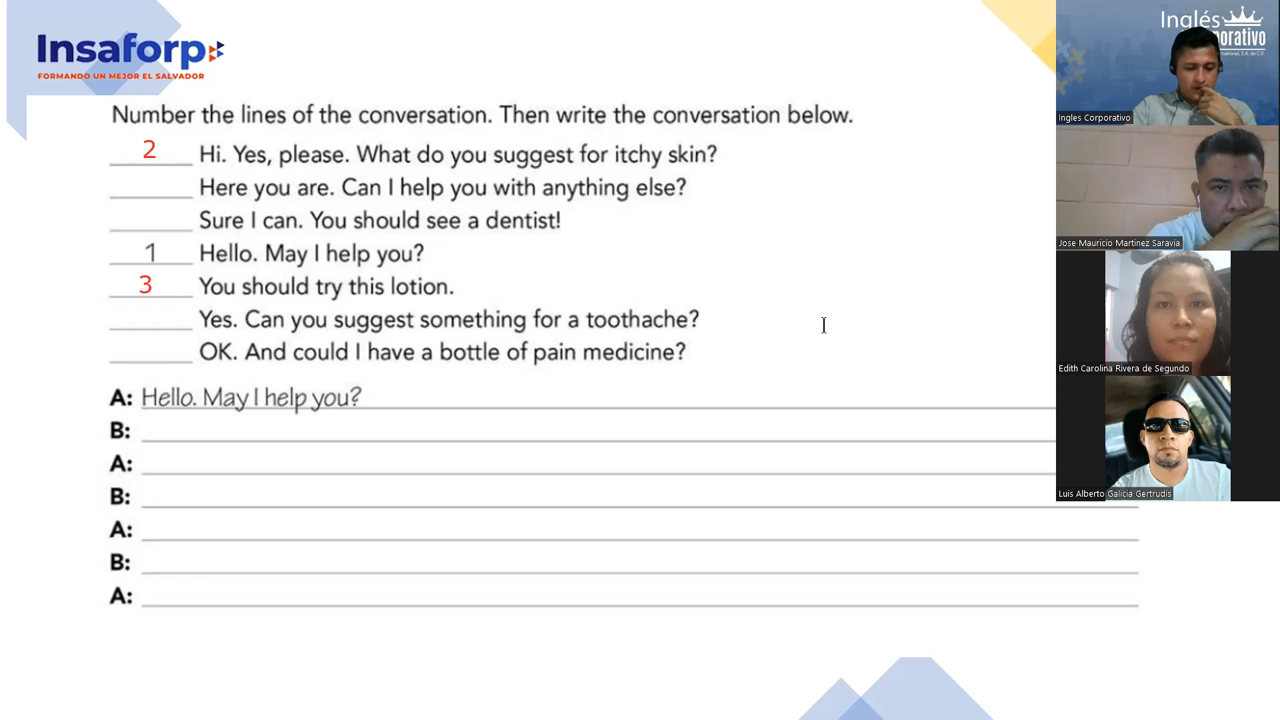 Insaforp
FORMANDO UN MEJOR EL SALVADOR
Number the lines of the conversation. Then write the conversation below.
2 Hi. Yes, please. What do you suggest for itchy skin?
Here you are. Can I help you with anything else?
Sure I can. You should see a dentist!
1 Hello. May I help you?
3 You should try this lotion.
Yes. Can you suggest something for a toothache?
OK. And could I have a bottle of pain medicine?
A: Hello. May I help you?
B:
A:
B:
A:
B:
A:
Inglés
Ingles Corporativo
Jose Mauricio Martinez Saravia
Edith Carolina Rivera de Segundo
Luis Alberto Galicia Gertrudis